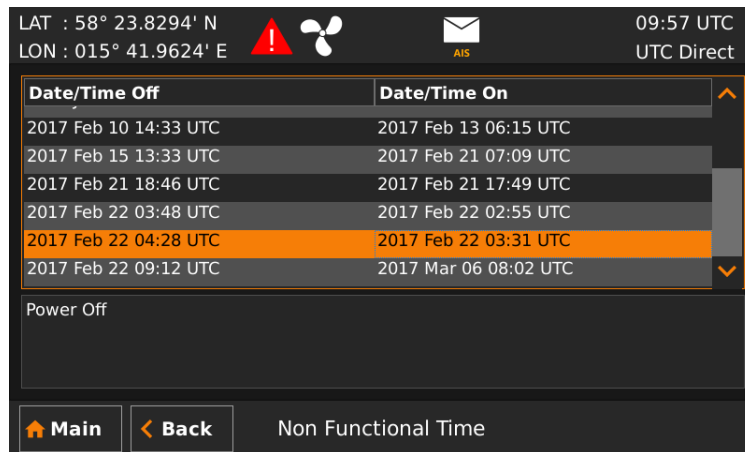 LAT : 58° 23.8294' N
LON : 015° 41.9624' E
AIS
09:57 UTC
UTC Direct
Date/Time Off Date/Time On
2017 Feb 10 14:33 UTC 2017 Feb 13 06:15 UTC
2017 Feb 15 13:33 UTC 2017 Feb 21 07:09 UTC
2017 Feb 21 18:46 UTC 2017 Feb 21 17:49 UTC
2017 Feb 22 03:48 UTC 2017 Feb 22 02:55 UTC
2017 Feb 22 04:28 UTC 2017 Feb 22 03:31 UTC
2017 Feb 22 09:12 UTC 2017 Mar 06 08:02 UTC
Power Off
Main Back Non Functional Time